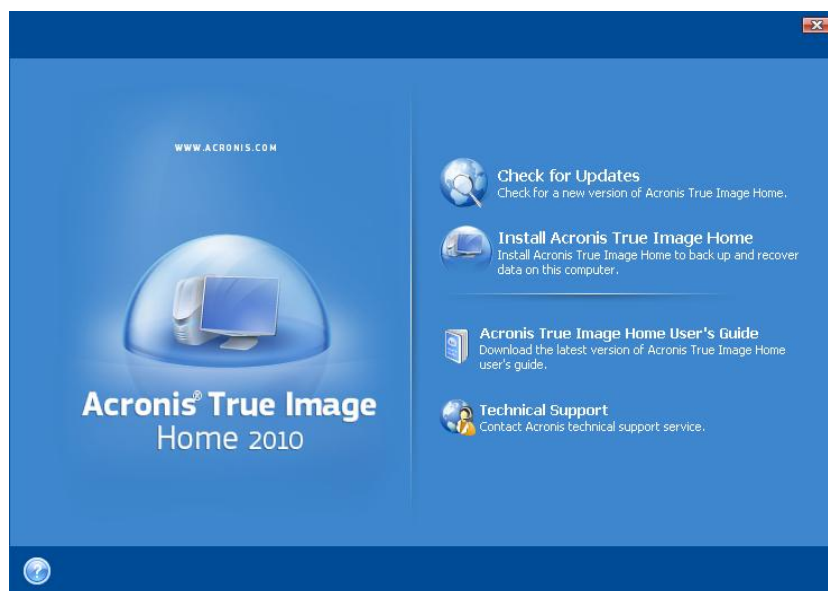 WWW.ACRONIS.COM
Acronis® True Image
Home 2010
Check for Updates
Check for a new version of Acronis True Image Home.
Install Acronis True Image Home
Install Acronis True Image Home to back up and recover
data on this computer.
Acronis True Image Home User's Guide
Download the latest version of Acronis True Image Home
user's guide.
Technical Support
Contact Acronis technical support service.
?